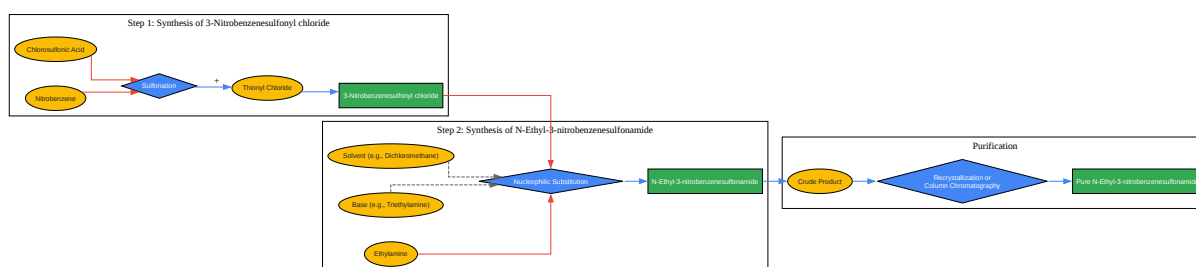 Step 1: Synthesis of 3-Nitrobenzenesulfonyl chloride
Chlorosulfonic Acid
Nitrobenzene
Sulfonation
+
Thionyl Chloride
3-Nitrobenzenesulfonyl chloride
Step 2: Synthesis of N-Ethyl-3-nitrobenzenesulfonamide
Solvent (e.g., Dichloromethane)
Base (e.g., Triethylamine)
Ethylamine
Nucleophilic Substitution
N-Ethyl-3-nitrobenzenesulfonamide
Purification
Crude Product
Recrystallization or
Column Chromatography
Pure N-Ethyl-3-nitrobenzenesulfonamide